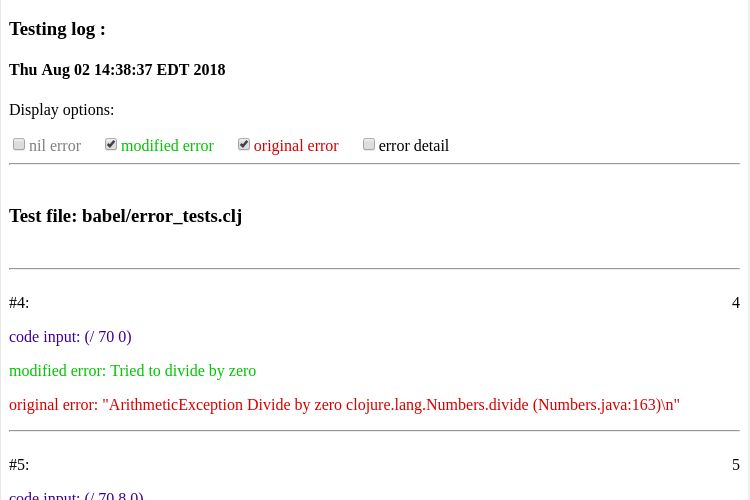 Testing log :
Thu Aug 02 14:38:37 EDT 2018
Display options:
nil error modified error original error error detail
Test file: babel/error_tests.clj
#4: 4
code input: (/ 70 0)
modified error: Tried to divide by zero
original error: "ArithmeticException Divide by zero clojure.lang.Numbers.divide (Numbers.java:163)\n"
#5: 5
code input: (/ 70 8 0)